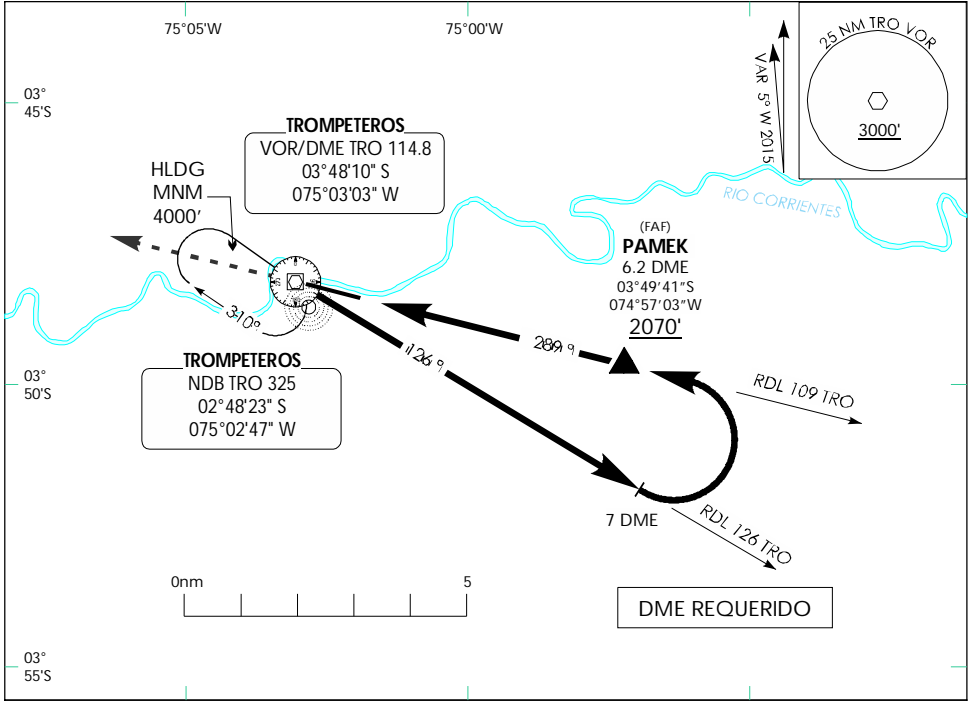 75°05'W
75°00'W
25 NM TRO VOR
3000'
VAR 5° W 2015
03°
45'S
TROMPETEROS
VOR/DME TRO 114.8
03°48'10" S
075°03'03" W
HLDG
MNM
4000'
RIO CORRIENTES
(FAF)
PAMEK
6.2 DME
03°49'41"S
074°57'03"W
2070'
310°
289°
126°
TROMPETEROS
NDB TRO 325
02°48'23" S
075°02'47" W
03°
50'S
RDL 109 TRO
7 DME
RDL 126 TRO
0nm
5
DME REQUERIDO
03°
55'S